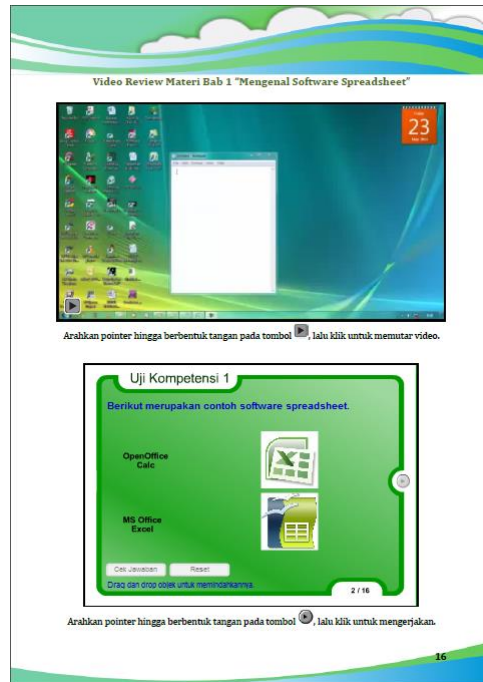 Video Review Materi Bab 1 "Mengenal Software Spreadsheet"
23
Arahkan pointer hingga berbentuk tangan pada tombol , lalu klik untuk memutar video.
Uji Kompetensi 1
Berikut merupakan contoh software spreadsheet.
OpenOffice
Calc
MS Office
Excel
Cek Jawaban Reset
Drag dan drop objek untuk memindahkannya.
2 / 16
Arahkan pointer hingga berbentuk tangan pada tombol , lalu klik untuk mengerjakan.
16